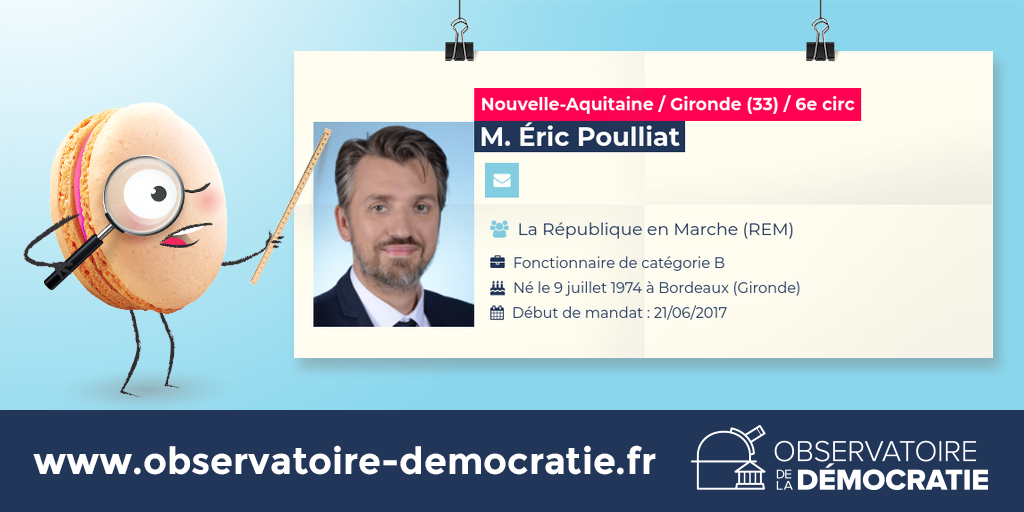 Nouvelle-Aquitaine / Gironde (33) / 6e circ
M. Éric Poulliat
La République en Marche (REM)
Fonctionnaire de catégorie B
Né le 9 juillet 1974 à Bordeaux (Gironde)
Début de mandat : 21/06/2017
www.observatoire-democratie.fr
OBSERVATOIRE
DE LA DÉMOCRATIE